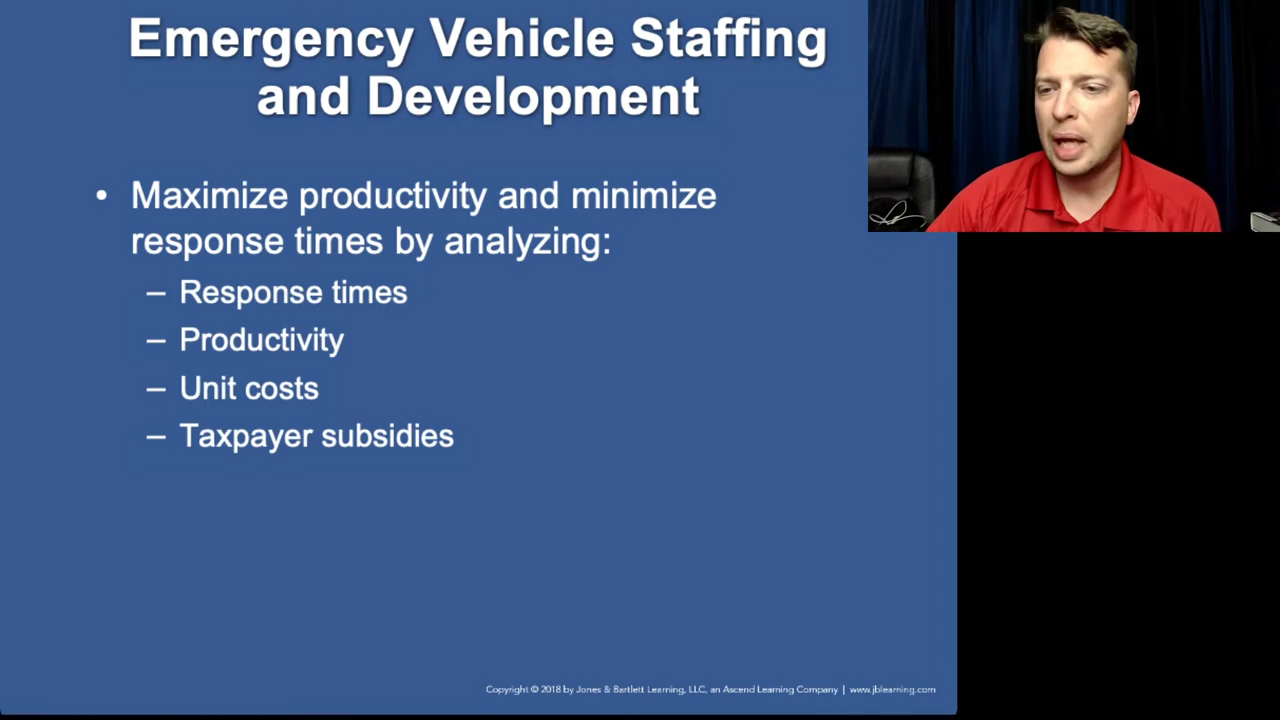 Emergency Vehicle Staffing
and Development
• Maximize productivity and minimize
response times by analyzing:
– Response times
– Productivity
– Unit costs
– Taxpayer subsidies
Copyright © 2018 by Jones & Bartlett Learning, LLC, an Ascend Learning Company | www.jblearning.com